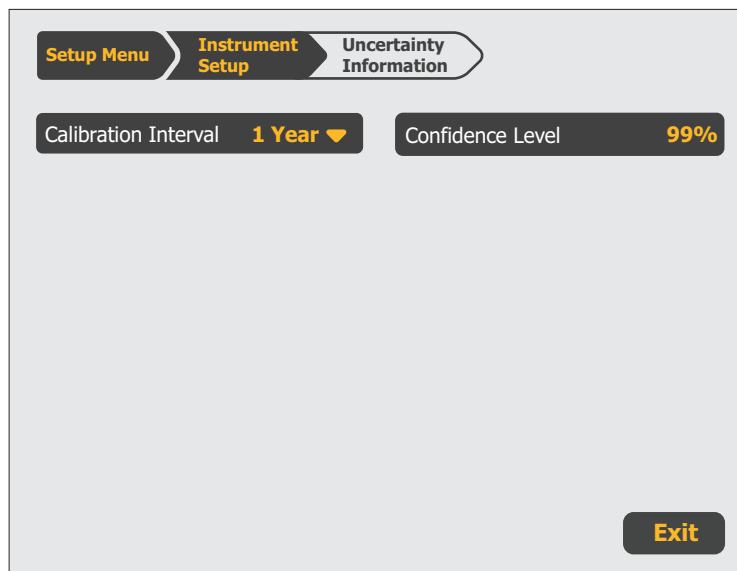 Setup Menu
Instrument
Setup
Uncertainty
Information
Calibration Interval 1 Year
Confidence Level 99%
Exit